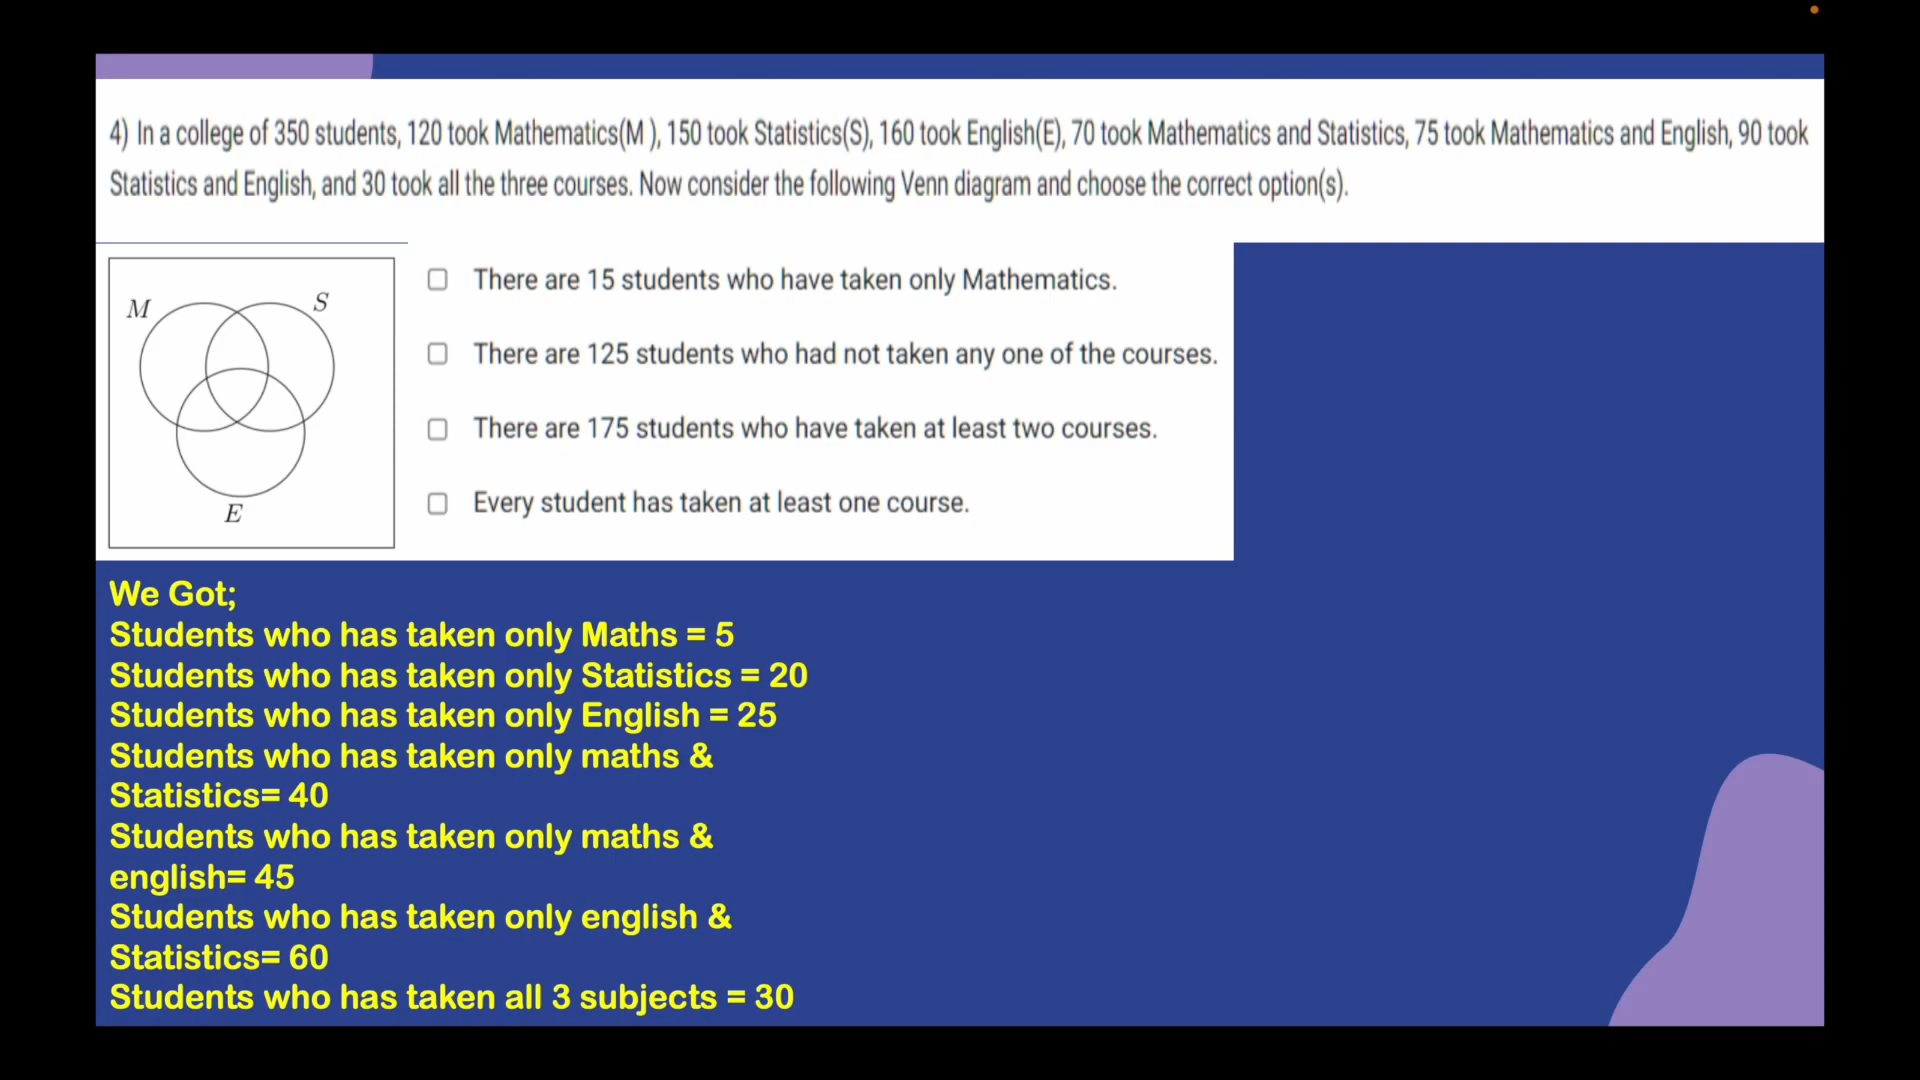 4) In a college of 350 students, 120 took Mathematics(M ), 150 took Statistics(S), 160 took English(E), 70 took Mathematics and Statistics, 75 took Mathematics and English, 90 took
Statistics and English, and 30 took all the three courses. Now consider the following Venn diagram and choose the correct option(s).
M
S
E
There are 15 students who have taken only Mathematics.
There are 125 students who had not taken any one of the courses.
There are 175 students who have taken at least two courses.
Every student has taken at least one course.
We Got;
Students who has taken only Maths = 5
Students who has taken only Statistics = 20
Students who has taken only English = 25
Students who has taken only maths &
Statistics= 40
Students who has taken only maths &
english= 45
Students who has taken only english &
Statistics= 60
Students who has taken all 3 subjects = 30